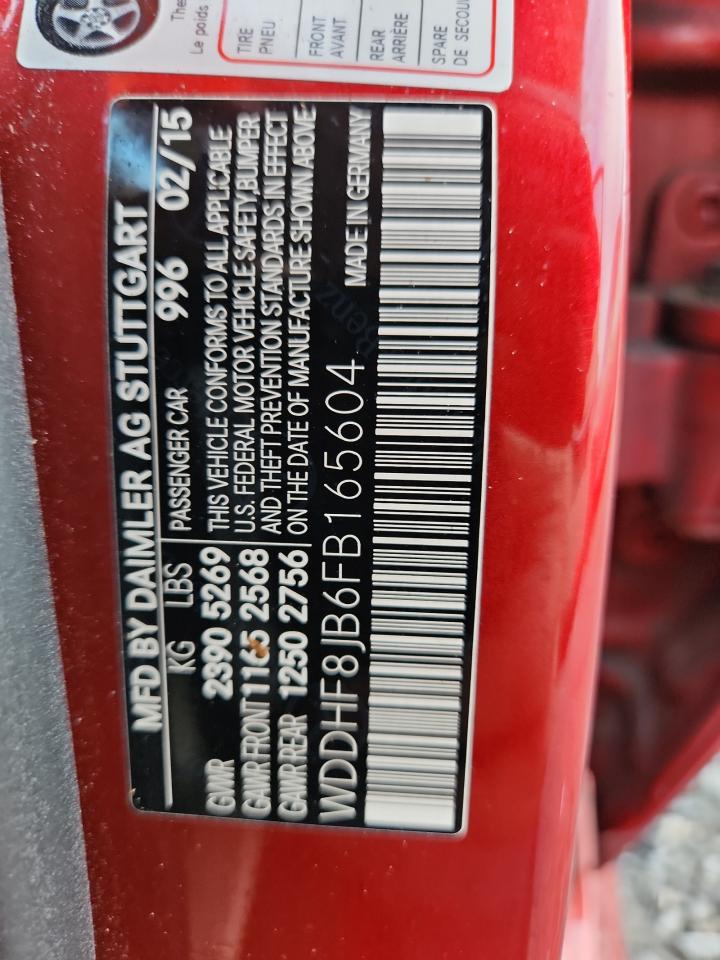 Thes
Le poids
TIRE
PNEU
FRONT
AVANT
REAR
ARRIÈRE
SPARE
DE SECOU
MFD BY DAIMLER AG STUTTGART
996 02/15
KG LBS PASSENGER CAR
GVWR 2390 5269 THIS VEHICLE CONFORMS TO ALL APPLICABLE
U.S. FEDERAL MOTOR VEHICLE SAFETY,BUMPER
GAWR FRONT 1165 2568 AND THEFT PREVENTION STANDARDS IN EFFECT
GAWR REAR 1250 2756 ON THE DATE OF MANUFACTURE SHOWN ABOVE
MADE IN GERMANY
WDDHF8JB6FB165604
Benz